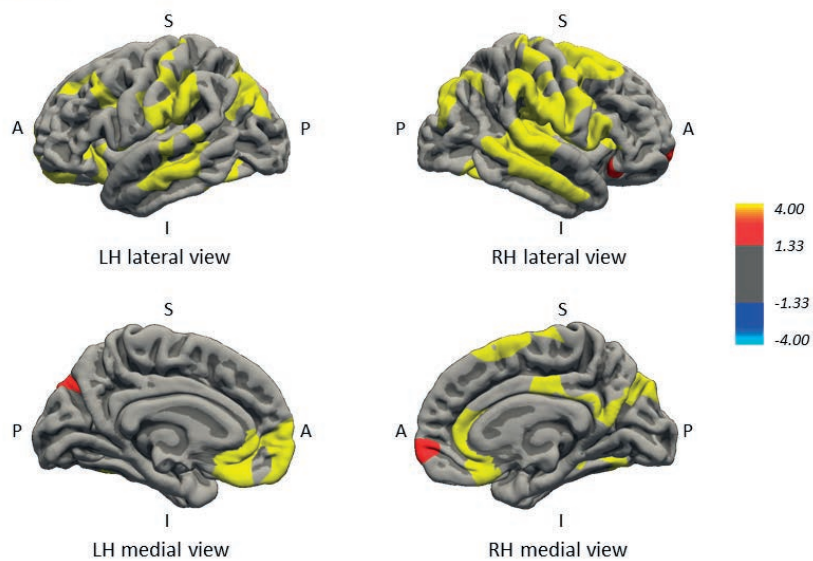 S
S
A
P
P
A
I
I
LH lateral view
RH lateral view
4.00
1.33
-1.33
-4.00
S
S
P
A
A
P
I
I
LH medial view
RH medial view